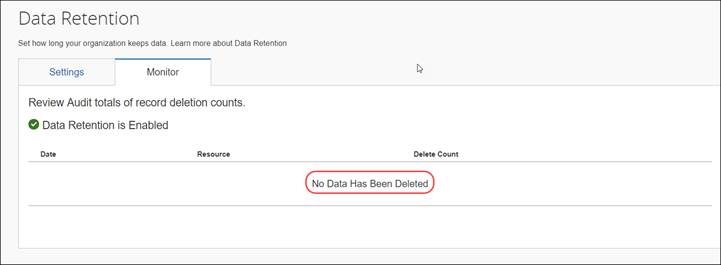 Data Retention
Set how long your organization keeps data. Learn more about Data Retention
Settings Monitor
Review Audit totals of record deletion counts.
Data Retention is Enabled
Date Resource Delete Count
No Data Has Been Deleted